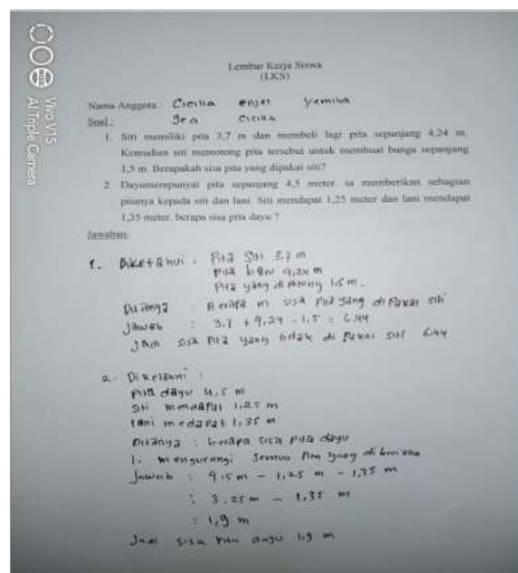 Lembar Kerja Siswa
(LKS)
Nama Anggota : Cicilia enjel Yemilia
Soal : Jea Cicilia
1. Siti memiliki pita 3,7 m dan membeli lagi pita sepanjang 4,24 m.
Kemudian siti memotong pita tersebut untuk membuat bunga sepanjang
1,5 m. Berapakah sisa pita yang dipakai siti?
2. Dayu mempunyai pita sepanjang 4,5 meter. ia memberikan sebagian
pitanya kepada siti dan lani. Siti mendapat 1,25 meter dan lani mendapat
1,35 meter. berapa sisa pita dayu ?
Jawaban:
1. Diketahui : Pita Siti 3,7 m
Pita baru 4,24 m
Pita yang di potong 1,5 m.
Ditanya : Berapa m sisa Pita yang di Pakai siti
Jawab : 3,7 + 4,24 - 1,5 = 6,44
Jadi sisa Pita yang tidak di Pakai siti 6,44
2. Diketahui :
Pita dayu 4,5 m
Siti mendapat 1,25 m
lani medapat 1,35 m
Ditanya : berapa sisa Pita dayu
1. mengurangi semua Pita yang di
Jawab : 4,5 m - 1,25 m - 1,35 m
: 3,25 m - 1,35 m
: 1,9 m
Jadi sisa Pita dayu 1,9 m
Vivo V15
AI Triple Camera